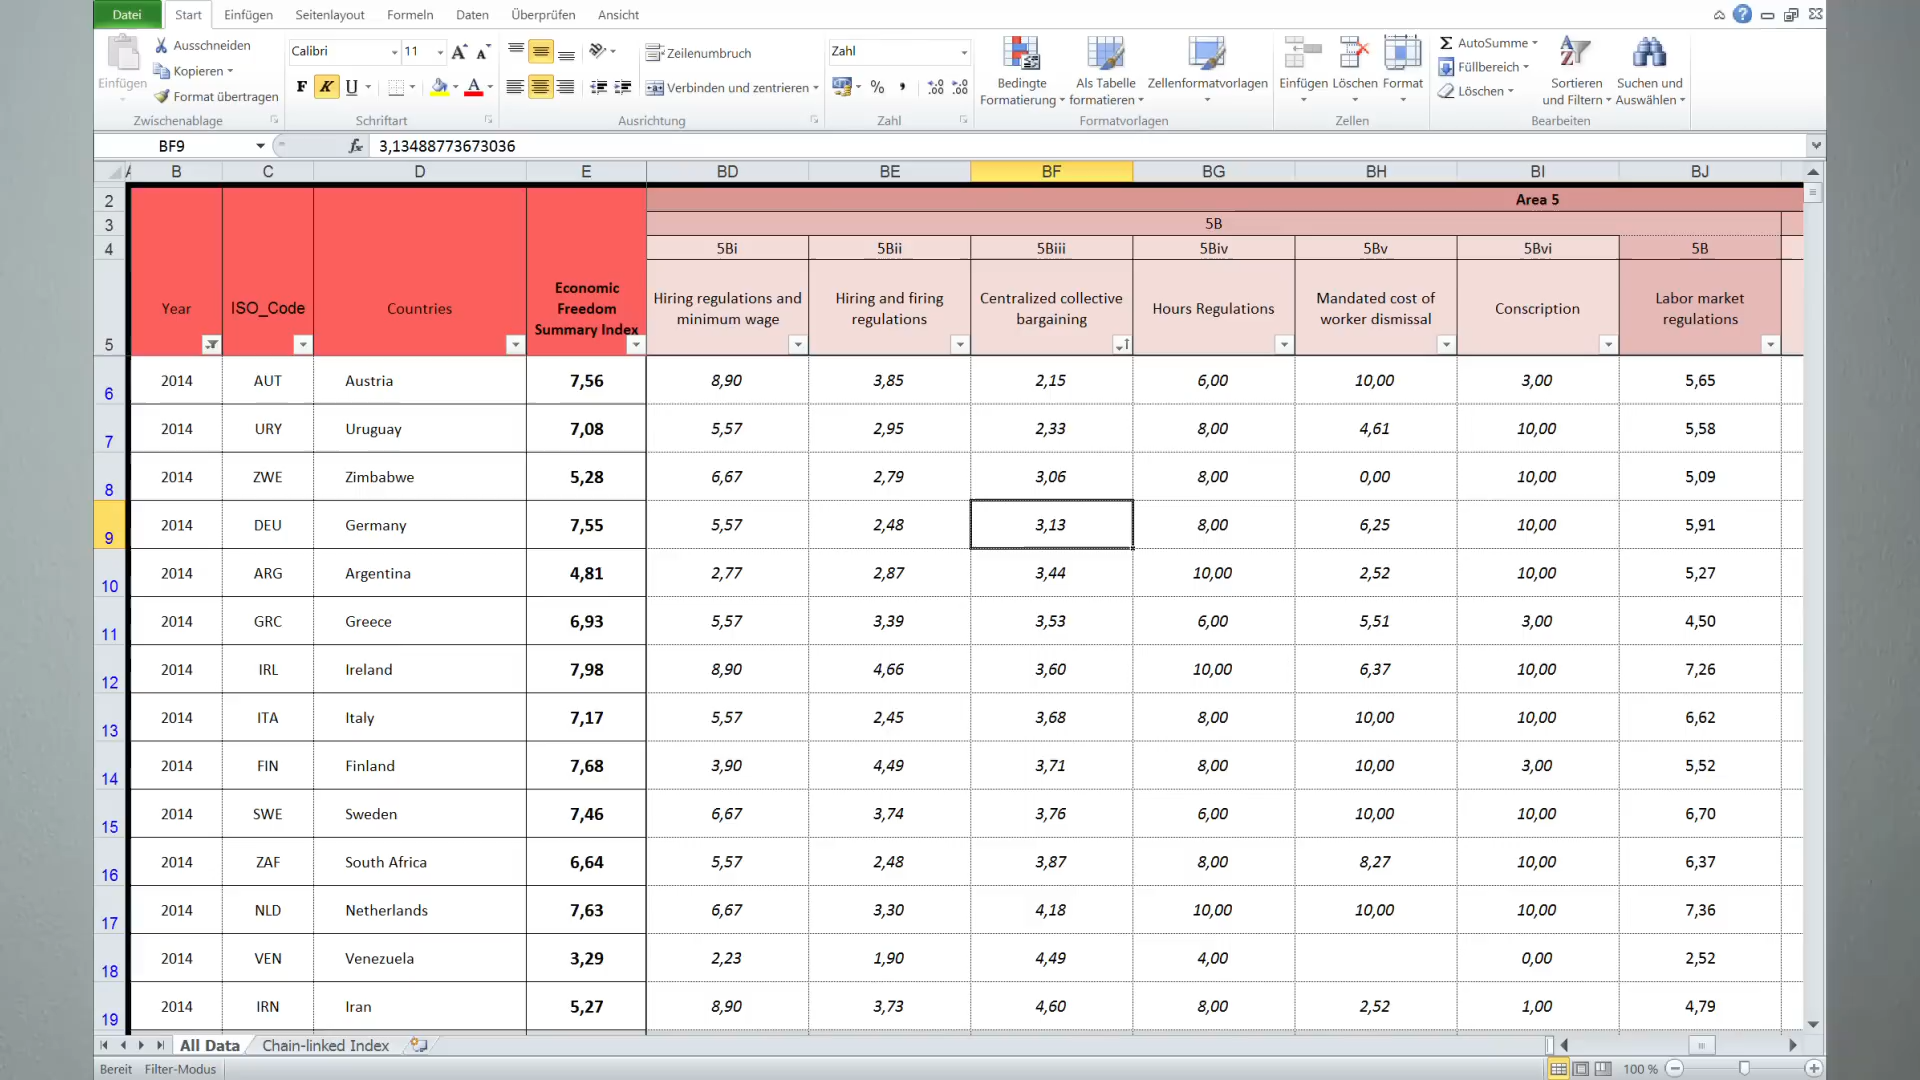 Datei Start Einfügen Seitenlayout Formeln Daten Überprüfen Ansicht
Einfügen Ausschneiden Kopieren Format übertragen
Zwischenablage
Calibri 11
F K U A
Schriftart
Zeilenumbruch
Verbinden und zentrieren
Ausrichtung
Zahl
%
Zahl
Bedingte Formatierung Als Tabelle formatieren Zellenformatvorlagen
Formatvorlagen
Einfügen Löschen Format
Zellen
Σ AutoSumme
Füllbereich
Löschen
Sortieren und Filtern Suchen und Auswählen
Bearbeiten
BF9 fx 3,13488773673036
A B C D E BD BE BF BG BH BI BJ
2 Area 5
3 5B
4 5Bi 5Bii 5Biii 5Biv 5Bv 5Bvi 5B
5 Year ISO_Code Countries Economic Freedom Summary Index Hiring regulations and minimum wage Hiring and firing regulations Centralized collective bargaining Hours Regulations Mandated cost of worker dismissal Conscription Labor market regulations
6 2014 AUT Austria 7,56 8,90 3,85 2,15 6,00 10,00 3,00 5,65
7 2014 URY Uruguay 7,08 5,57 2,95 2,33 8,00 4,61 10,00 5,58
8 2014 ZWE Zimbabwe 5,28 6,67 2,79 3,06 8,00 0,00 10,00 5,09
9 2014 DEU Germany 7,55 5,57 2,48 3,13 8,00 6,25 10,00 5,91
10 2014 ARG Argentina 4,81 2,77 2,87 3,44 10,00 2,52 10,00 5,27
11 2014 GRC Greece 6,93 5,57 3,39 3,53 6,00 5,51 3,00 4,50
12 2014 IRL Ireland 7,98 8,90 4,66 3,60 10,00 6,37 10,00 7,26
13 2014 ITA Italy 7,17 5,57 2,45 3,68 8,00 10,00 10,00 6,62
14 2014 FIN Finland 7,68 3,90 4,49 3,71 8,00 10,00 3,00 5,52
15 2014 SWE Sweden 7,46 6,67 3,74 3,76 6,00 10,00 10,00 6,70
16 2014 ZAF South Africa 6,64 5,57 2,48 3,87 8,00 8,27 10,00 6,37
17 2014 NLD Netherlands 7,63 6,67 3,30 4,18 10,00 10,00 10,00 7,36
18 2014 VEN Venezuela 3,29 2,23 1,90 4,49 4,00 0,00 2,52
19 2014 IRN Iran 5,27 8,90 3,73 4,60 8,00 2,52 1,00 4,79
All Data Chain-linked Index
Bereit Filter-Modus 100 %